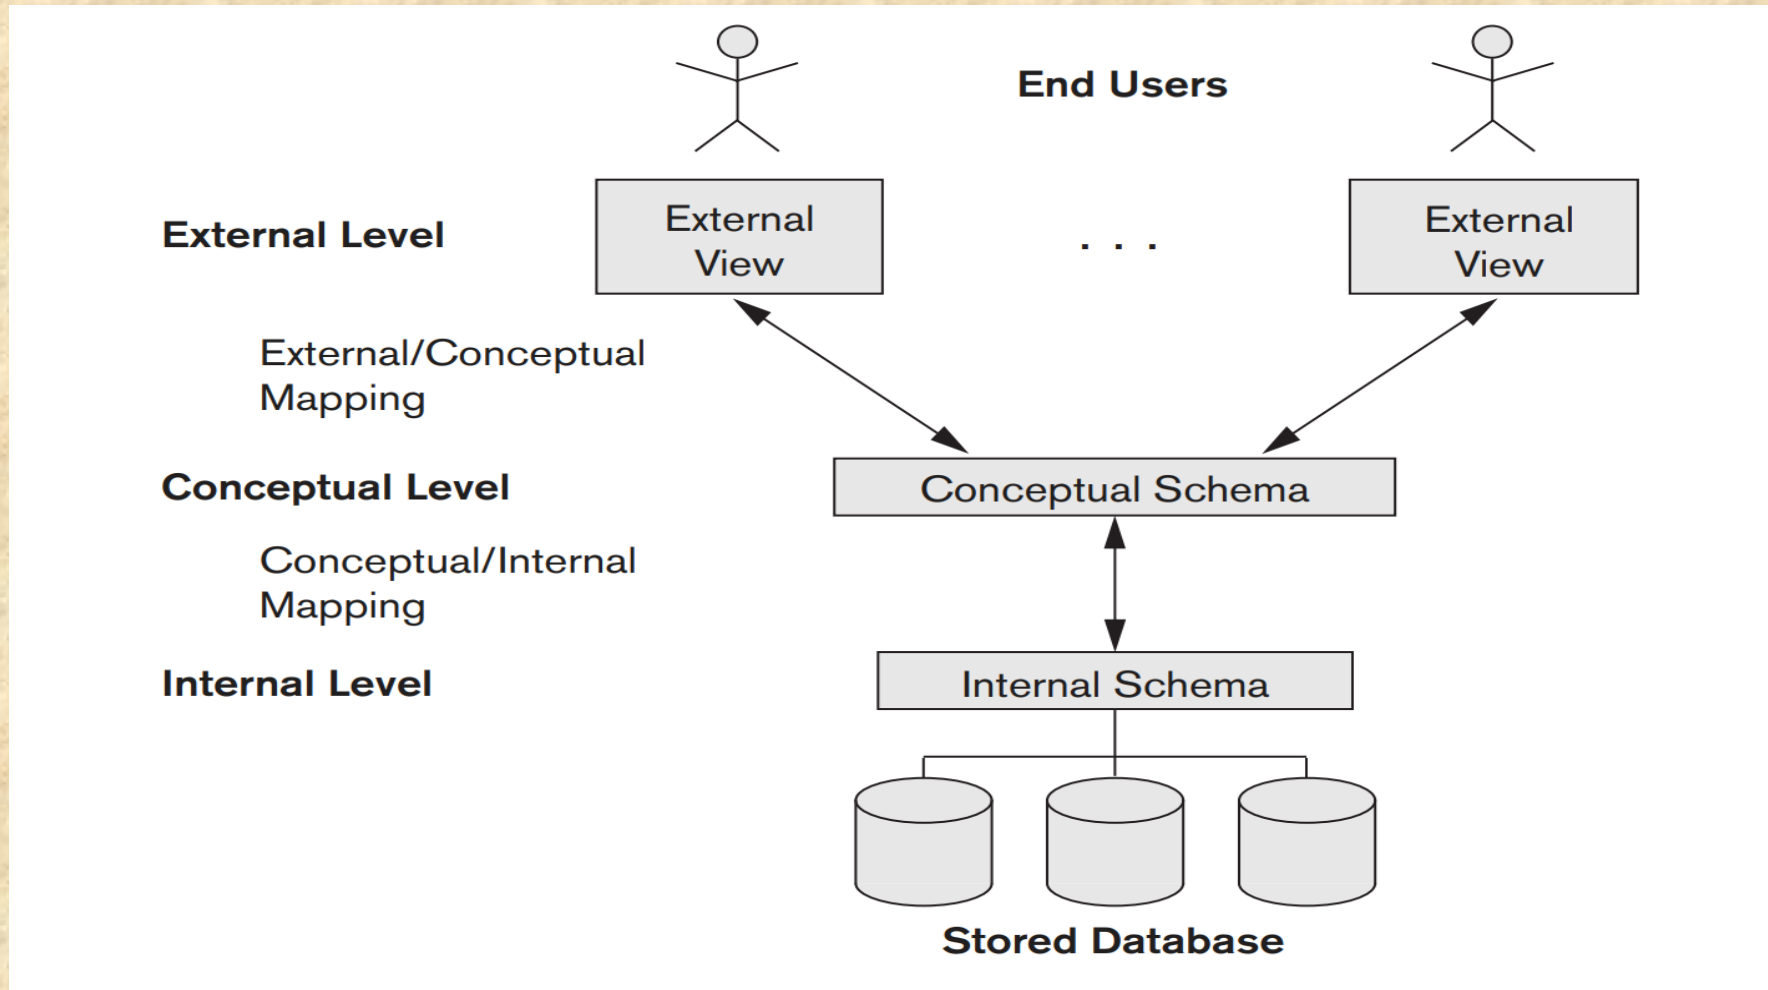 End Users
External Level
External
View
. . .
External
View
External/Conceptual
Mapping
Conceptual Level
Conceptual Schema
Conceptual/Internal
Mapping
Internal Level
Internal Schema
Stored Database